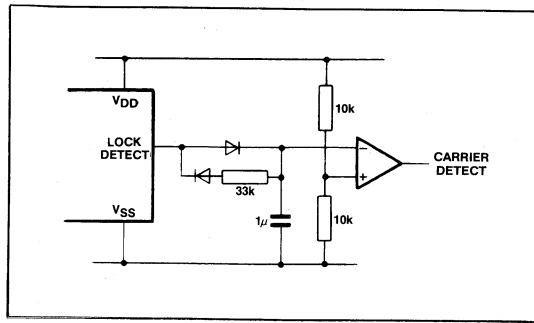 VDD
10k
LOCK
DETECT
CARRIER
DETECT
33k
1μ
10k
VSS
−
+